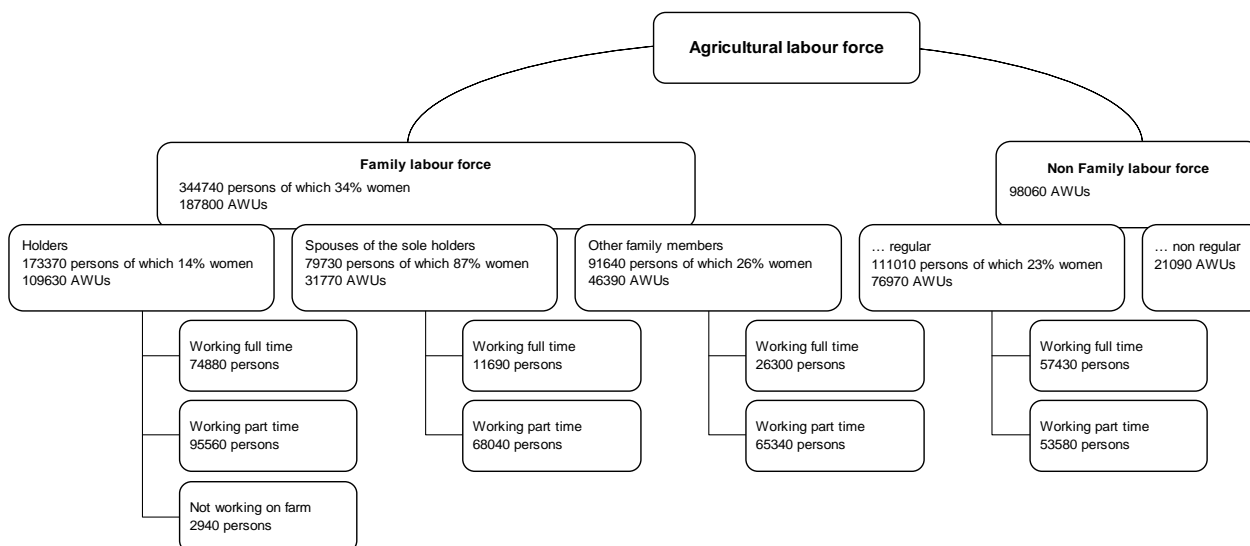 Agricultural labour force
Family labour force
344740 persons of which 34% women
187800 AWUs
Non Family labour force
98060 AWUs
Holders
173370 persons of which 14% women
109630 AWUs
Spouses of the sole holders
79730 persons of which 87% women
31770 AWUs
Other family members
91640 persons of which 26% women
46390 AWUs
... regular
111010 persons of which 23% women
76970 AWUs
... non regular
21090 AWUs
Working full time
74880 persons
Working full time
11690 persons
Working full time
26300 persons
Working full time
57430 persons
Working part time
95560 persons
Working part time
68040 persons
Working part time
65340 persons
Working part time
53580 persons
Not working on farm
2940 persons